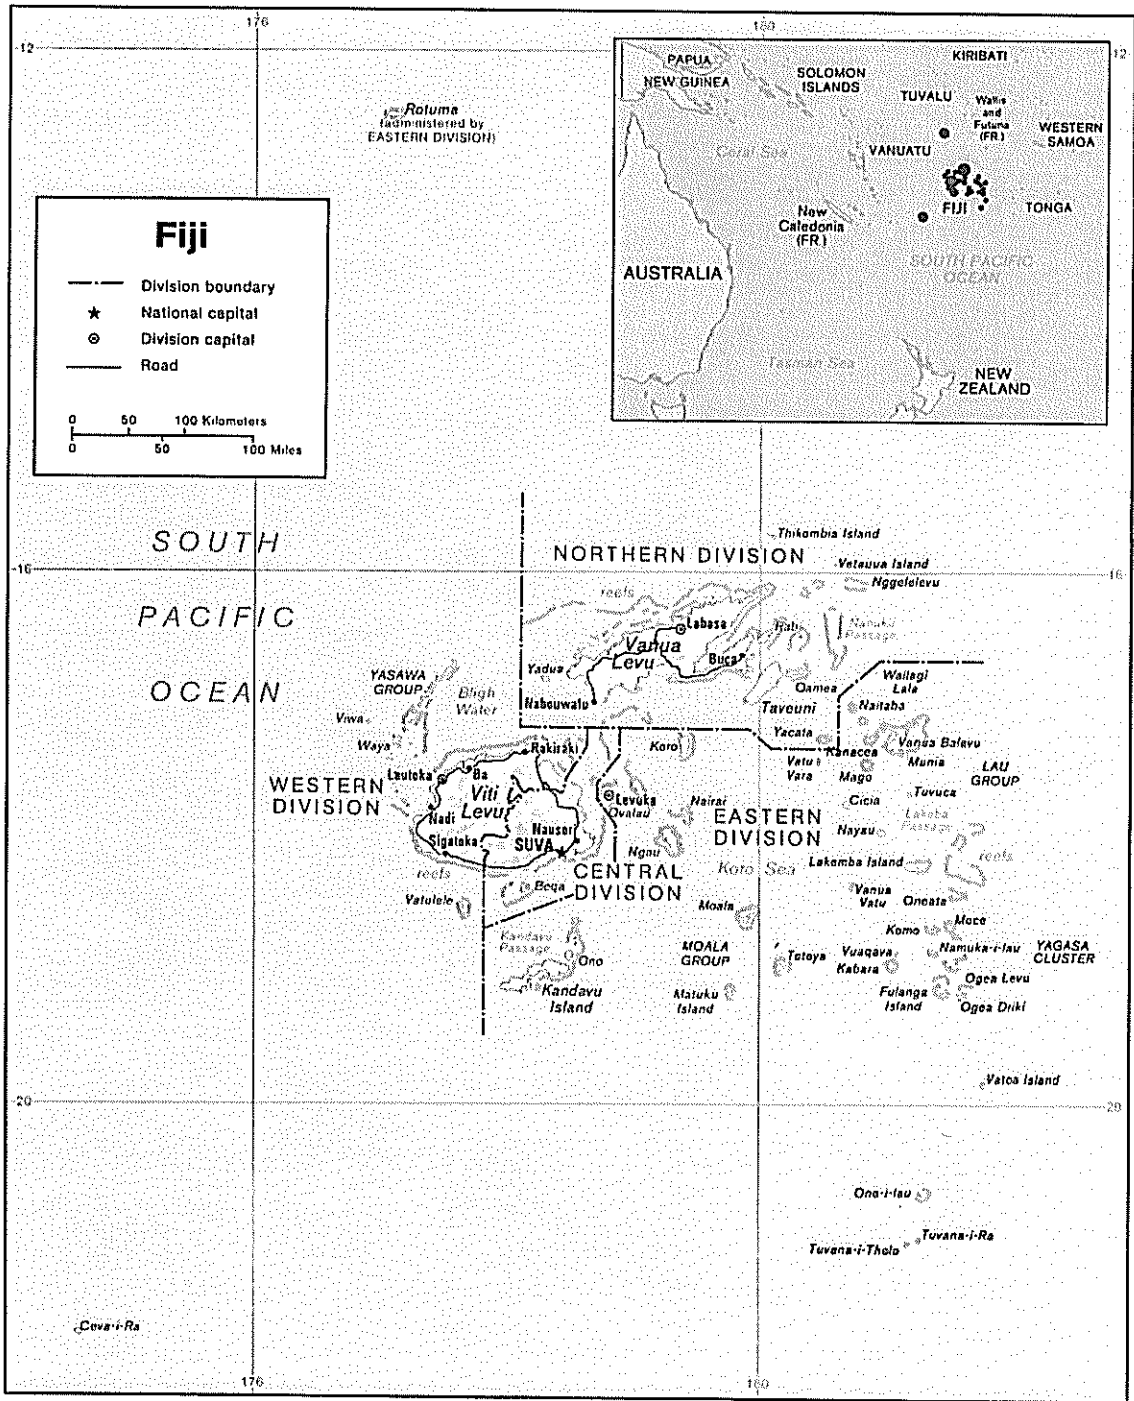 176
180
-12
-12
Rotuma
(administered by
EASTERN DIVISION)
PAPUA
NEW GUINEA
SOLOMON
ISLANDS
KIRIBATI
TUVALU
Wallis
and
Futuna
(FR.)
WESTERN
SAMOA
Coral Sea
VANUATU
FIJI
TONGA
New
Caledonia
(FR.)
AUSTRALIA
SOUTH PACIFIC
OCEAN
Tasman Sea
NEW
ZEALAND
Fiji
Division boundary
National capital
Division capital
Road
0 50 100 Kilometers
0 50 100 Miles
SOUTH
PACIFIC
OCEAN
-16
-16
NORTHERN DIVISION
Thikombia Island
Vetauua Island
Nggelelevu
reefs
Labasa
Rabi
Nanuku
Passage
Vanua
Levu
Buca
Yadua
Nabouwalu
Qamea
Taveuni
Wailagi
Lala
Naitaba
YASAWA
GROUP
Bligh
Water
Viwa
Waya
Yacata
Kanacea
Vanua Balavu
Vatu
Vara
Munia
Mago
LAU
GROUP
Koro
Rakiraki
Lautoka
Ba
WESTERN
DIVISION
Viti
Levu
Levuka
Ovalau
Nairai
EASTERN
DIVISION
Cicia
Tuvuca
Lakeba
Passage
Nadi
Sigatoka
Nausori
SUVA
Ngau
Nayau
reefs
CENTRAL
DIVISION
Koro Sea
Lakemba Island
reefs
Beqa
Vatulele
Vanua
Vatu
Oneata
Moala
Moce
Komo
Kandavu
Passage
Ono
MOALA
GROUP
Totoya
Vuaqava
Namuka-i-lau
YAGASA
CLUSTER
Kabara
Kandavu
Island
Matuku
Island
Fulanga
Island
Ogea Levu
Ogea Driki
Vatoa Island
-20
-20
Ono-i-lau
Tuvana-i-Ra
Tuvana-i-Tholo
Ceva-i-Ra
176
180